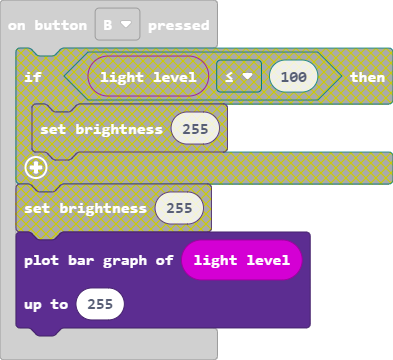 on button B pressed
if light level ≤ 100 then
set brightness 255
set brightness 255
plot bar graph of light level
up to 255